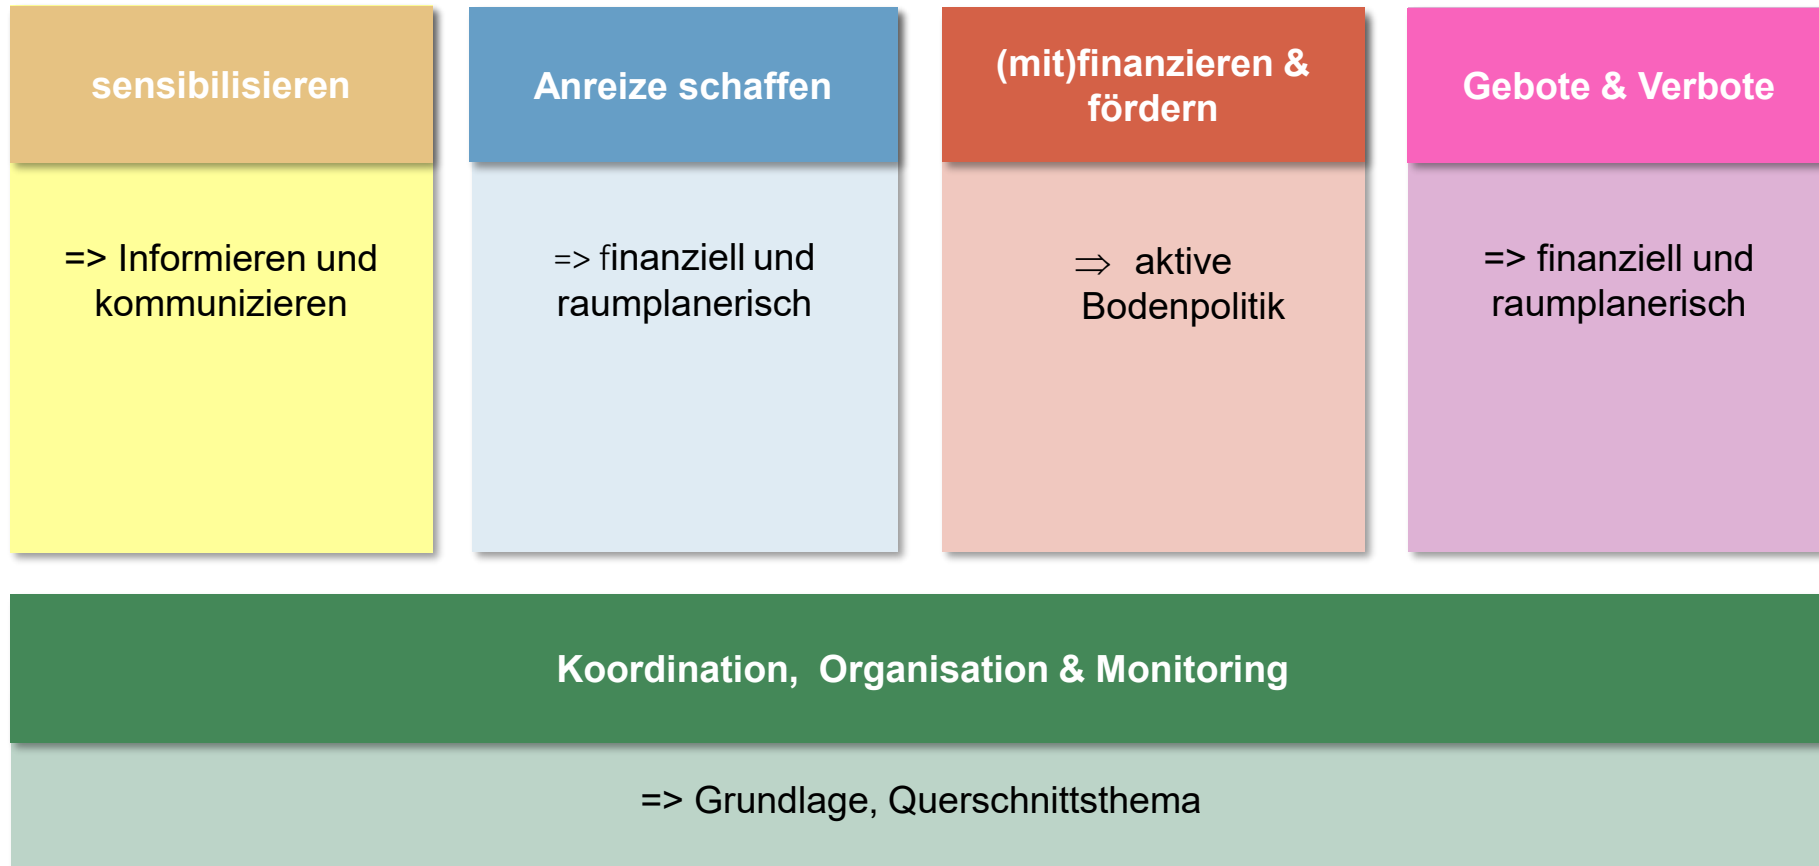 sensibilisieren
=> Informieren und
kommunizieren
Anreize schaffen
=> finanziell und
raumplanerisch
(mit)finanzieren &
fördern
⇒ aktive
Bodenpolitik
Gebote & Verbote
=> finanziell und
raumplanerisch
Koordination, Organisation & Monitoring
=> Grundlage, Querschnittsthema